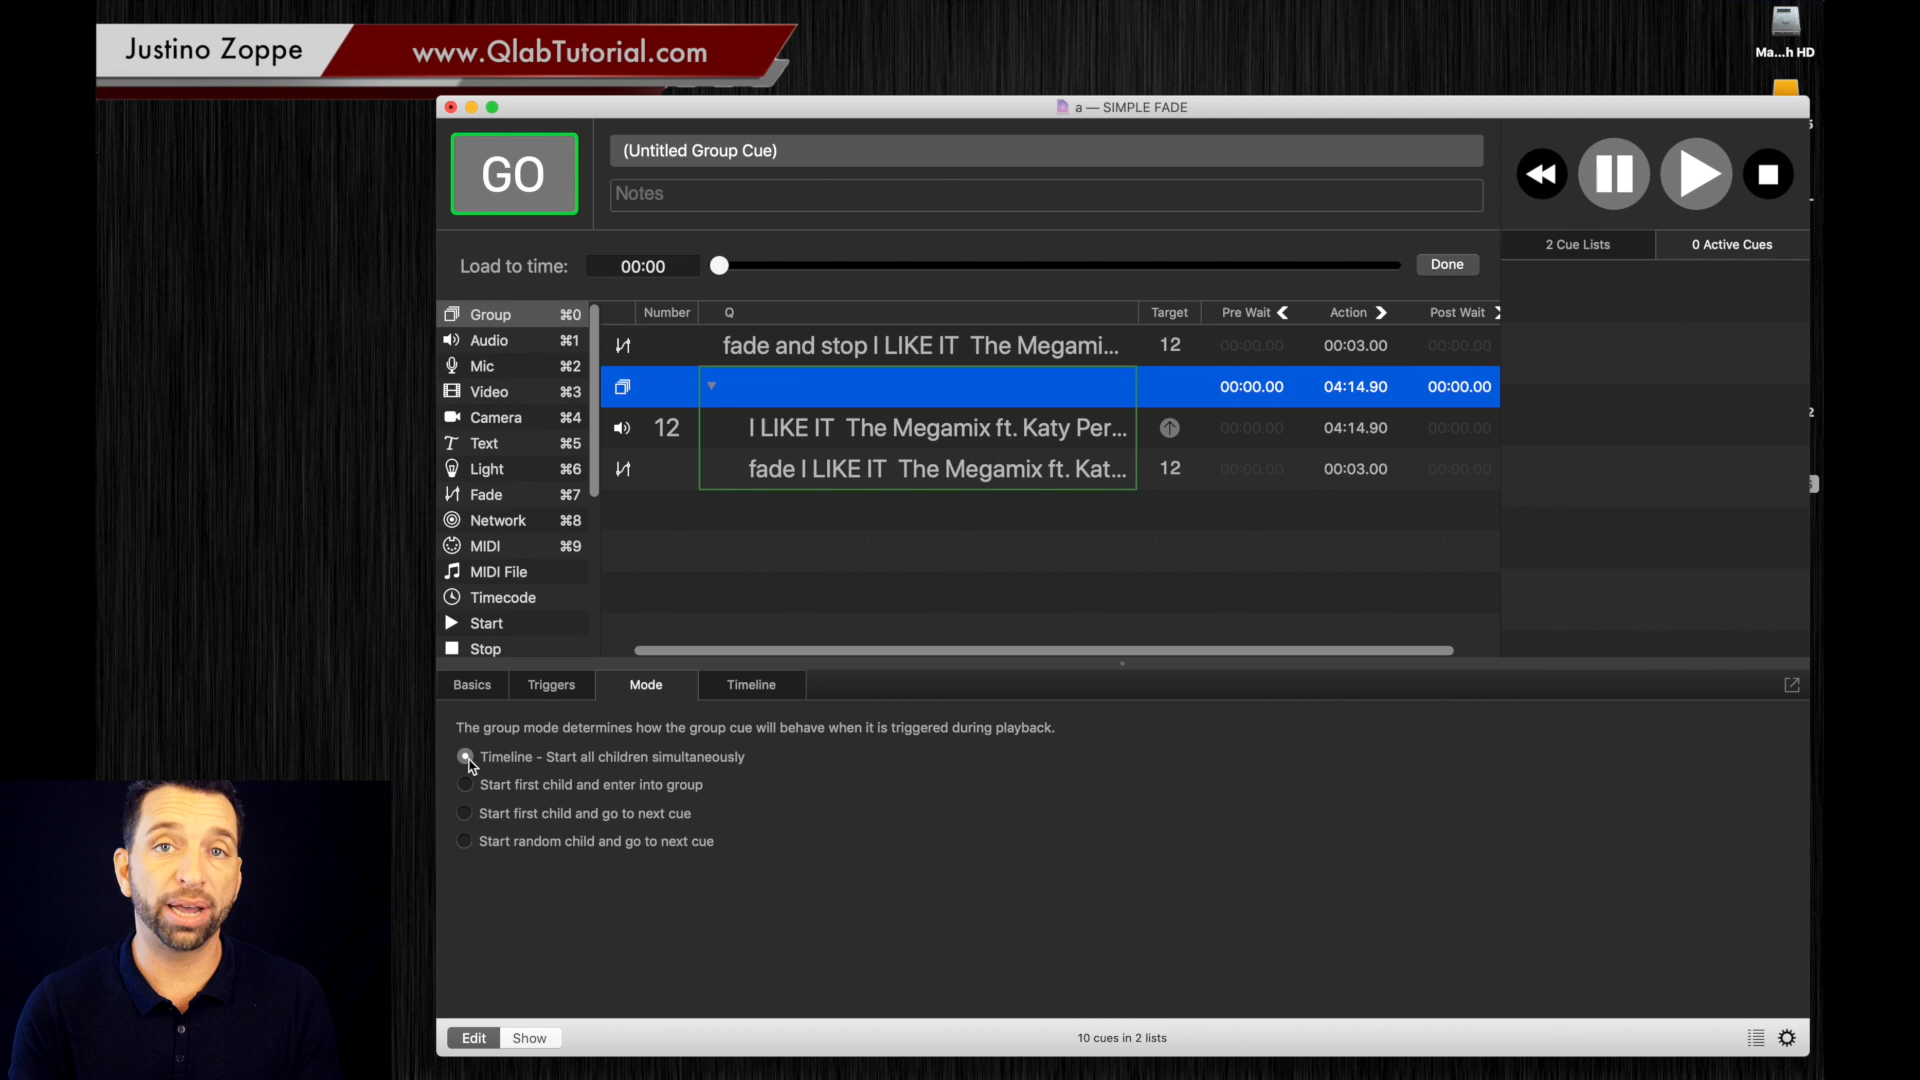 Justino Zoppe
www.QlabTutorial.com
Ma...h HD
a — SIMPLE FADE
GO
(Untitled Group Cue)
Notes
2 Cue Lists
0 Active Cues
Load to time:
00:00
Done
Number
Q
Target
Pre Wait
Action
Post Wait
Group ⌘0
Audio ⌘1
Mic ⌘2
Video ⌘3
Camera ⌘4
Text ⌘5
Light ⌘6
Fade ⌘7
Network ⌘8
MIDI ⌘9
MIDI File
Timecode
Start
Stop
fade and stop I LIKE IT The Megami... 12 00:00.00 00:03.00 00:00.00
00:00.00 04:14.90 00:00.00
12 I LIKE IT The Megamix ft. Katy Per... 00:00.00 04:14.90 00:00.00
fade I LIKE IT The Megamix ft. Kat... 12 00:00.00 00:03.00 00:00.00
Basics
Triggers
Mode
Timeline
The group mode determines how the group cue will behave when it is triggered during playback.
Timeline - Start all children simultaneously
Start first child and enter into group
Start first child and go to next cue
Start random child and go to next cue
Edit
Show
10 cues in 2 lists